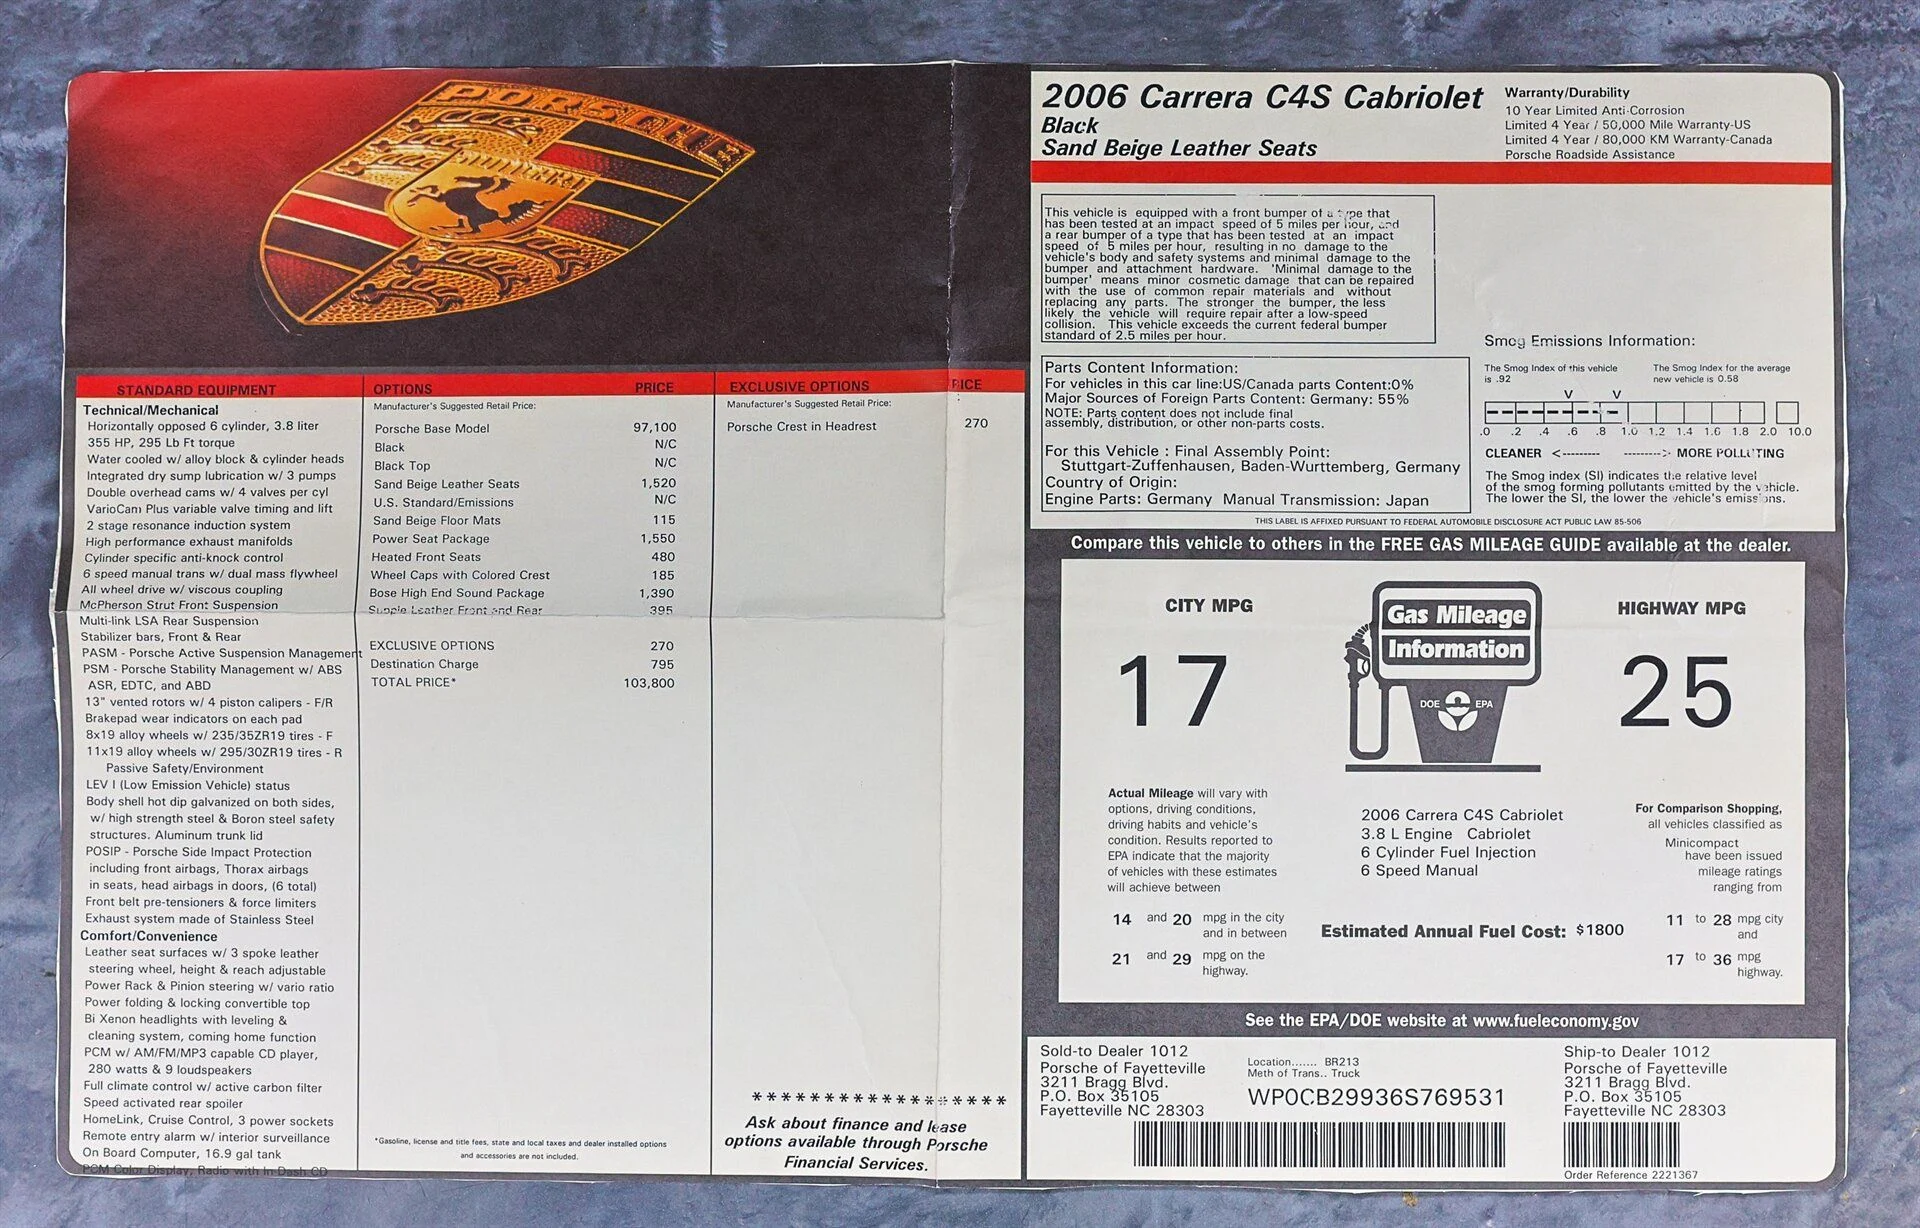 PORSCHE
STANDARD EQUIPMENT
Technical/Mechanical
Horizontally opposed 6 cylinder, 3.8 liter
355 HP, 295 Lb Ft torque
Water cooled w/ alloy block & cylinder heads
Integrated dry sump lubrication w/ 3 pumps
Double overhead cams w/ 4 valves per cyl
VarioCam Plus variable valve timing and lift
2 stage resonance induction system
High performance exhaust manifolds
Cylinder specific anti-knock control
6 speed manual trans w/ dual mass flywheel
All wheel drive w/ viscous coupling
McPherson Strut Front Suspension
Multi-link LSA Rear Suspension
Stabilizer bars, Front & Rear
PASM - Porsche Active Suspension Management
PSM - Porsche Stability Management w/ ABS
ASR, EDTC, and ABD
13" vented rotors w/ 4 piston calipers - F/R
Brakepad wear indicators on each pad
8x19 alloy wheels w/ 235/35ZR19 tires - F
11x19 alloy wheels w/ 295/30ZR19 tires - R
Passive Safety/Environment
LEV I (Low Emission Vehicle) status
Body shell hot dip galvanized on both sides,
w/ high strength steel & Boron steel safety
structures. Aluminum trunk lid
POSIP - Porsche Side Impact Protection
including front airbags, Thorax airbags
in seats, head airbags in doors, (6 total)
Front belt pre-tensioners & force limiters
Exhaust system made of Stainless Steel
Comfort/Convenience
Leather seat surfaces w/ 3 spoke leather
steering wheel, height & reach adjustable
Power Rack & Pinion steering w/ vario ratio
Power folding & locking convertible top
Bi Xenon headlights with leveling &
cleaning system, coming home function
PCM w/ AM/FM/MP3 capable CD player,
280 watts & 9 loudspeakers
Full climate control w/ active carbon filter
Speed activated rear spoiler
HomeLink, Cruise Control, 3 power sockets
Remote entry alarm w/ interior surveillance
On Board Computer, 16.9 gal tank
PCM Color Display, Radio with In Dash CD
OPTIONS PRICE
Manufacturer's Suggested Retail Price:
Porsche Base Model 97,100
Black N/C
Black Top N/C
Sand Beige Leather Seats 1,520
U.S. Standard/Emissions N/C
Sand Beige Floor Mats 115
Power Seat Package 1,550
Heated Front Seats 480
Wheel Caps with Colored Crest 185
Bose High End Sound Package 1,390
Supple Leather Front and Rear 395
EXCLUSIVE OPTIONS 270
Destination Charge 795
TOTAL PRICE* 103,800
*Gasoline, license and title fees, state and local taxes and dealer installed options
and accessories are not included.
EXCLUSIVE OPTIONS RICE
Manufacturer's Suggested Retail Price:
Porsche Crest in Headrest 270
******************
Ask about finance and lease
options available through Porsche
Financial Services.
2006 Carrera C4S Cabriolet
Black
Sand Beige Leather Seats
Warranty/Durability
10 Year Limited Anti-Corrosion
Limited 4 Year / 50,000 Mile Warranty-US
Limited 4 Year / 80,000 KM Warranty-Canada
Porsche Roadside Assistance
This vehicle is equipped with a front bumper of a type that
has been tested at an impact speed of 5 miles per hour, and
a rear bumper of a type that has been tested at an impact
speed of 5 miles per hour, resulting in no damage to the
vehicle's body and safety systems and minimal damage to the
bumper and attachment hardware. 'Minimal damage to the
bumper' means minor cosmetic damage that can be repaired
with the use of common repair materials and without
replacing any parts. The stronger the bumper, the less
likely the vehicle will require repair after a low-speed
collision. This vehicle exceeds the current federal bumper
standard of 2.5 miles per hour.
Parts Content Information:
For vehicles in this car line:US/Canada parts Content:0%
Major Sources of Foreign Parts Content: Germany: 55%
NOTE: Parts content does not include final
assembly, distribution, or other non-parts costs.
For this Vehicle : Final Assembly Point:
Stuttgart-Zuffenhausen, Baden-Wurttemberg, Germany
Country of Origin:
Engine Parts: Germany Manual Transmission: Japan
Smog Emissions Information:
The Smog Index of this vehicle
is .92
The Smog Index for the average
new vehicle is 0.58
V V
.0 .2 .4 .6 .8 1.0 1.2 1.4 1.6 1.8 2.0 10.0
CLEANER <--------- ---------> MORE POLLUTING
The Smog index (SI) indicates the relative level
of the smog forming pollutants emitted by the vehicle.
The lower the SI, the lower the vehicle's emissions.
THIS LABEL IS AFFIXED PURSUANT TO FEDERAL AUTOMOBILE DISCLOSURE ACT PUBLIC LAW 85-506
Compare this vehicle to others in the FREE GAS MILEAGE GUIDE available at the dealer.
CITY MPG
17
Gas Mileage
Information
DOE EPA
HIGHWAY MPG
25
Actual Mileage will vary with
options, driving conditions,
driving habits and vehicle's
condition. Results reported to
EPA indicate that the majority
of vehicles with these estimates
will achieve between
14 and 20 mpg in the city
and in between
21 and 29 mpg on the
highway.
2006 Carrera C4S Cabriolet
3.8 L Engine Cabriolet
6 Cylinder Fuel Injection
6 Speed Manual
Estimated Annual Fuel Cost: $1800
For Comparison Shopping,
all vehicles classified as
Minicompact
have been issued
mileage ratings
ranging from
11 to 28 mpg city
and
17 to 36 mpg
highway.
See the EPA/DOE website at www.fueleconomy.gov
Sold-to Dealer 1012
Porsche of Fayetteville
3211 Bragg Blvd.
P.O. Box 35105
Fayetteville NC 28303
Location....... BR213
Meth of Trans.. Truck
WP0CB29936S769531
Ship-to Dealer 1012
Porsche of Fayetteville
3211 Bragg Blvd.
P.O. Box 35105
Fayetteville NC 28303
Order Reference 2221367